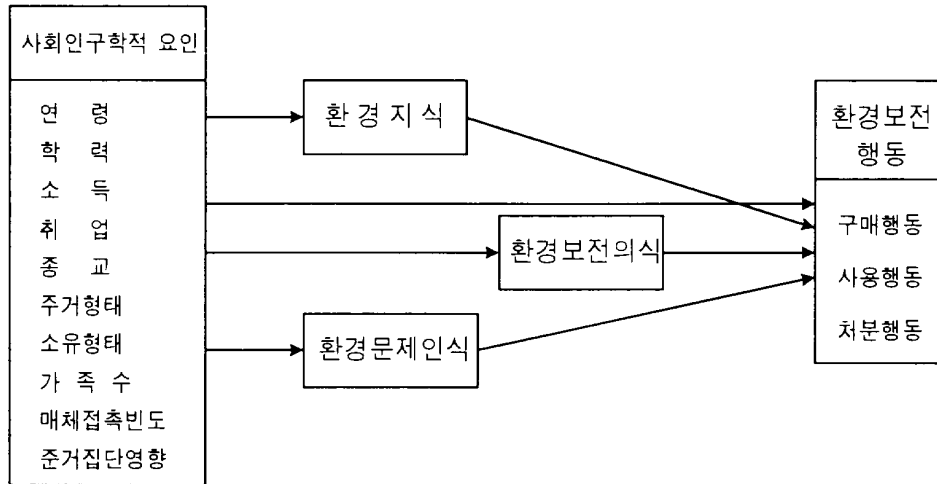 사회인구학적 요인
연 령
학 력
소 득
취 업
종 교
주거형태
소유형태
가 족 수
매체접촉빈도
준거집단영향
환 경 지 식
환경보전의식
환경문제인식
환경보전
행동
구매행동
사용행동
처분행동